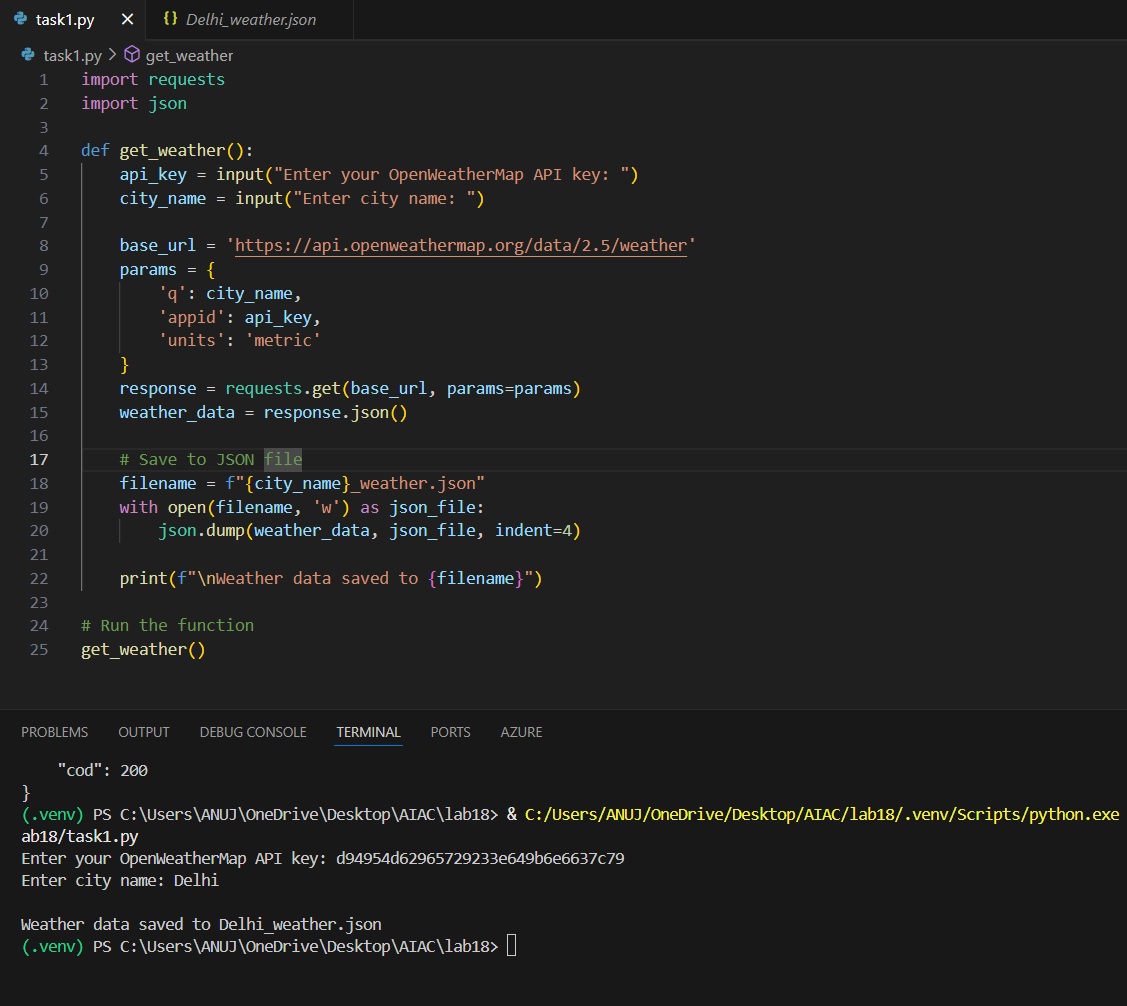 task1.py
{} Delhi_weather.json
task1.py > get_weather
1 import requests
2 import json
3
4 def get_weather():
5     api_key = input("Enter your OpenWeatherMap API key: ")
6     city_name = input("Enter city name: ")
7
8     base_url = 'https://api.openweathermap.org/data/2.5/weather'
9     params = {
10         'q': city_name,
11         'appid': api_key,
12         'units': 'metric'
13     }
14     response = requests.get(base_url, params=params)
15     weather_data = response.json()
16
17     # Save to JSON file
18     filename = f"{city_name}_weather.json"
19     with open(filename, 'w') as json_file:
20         json.dump(weather_data, json_file, indent=4)
21
22     print(f"\nWeather data saved to {filename}")
23
24 # Run the function
25 get_weather()
PROBLEMS OUTPUT DEBUG CONSOLE TERMINAL PORTS AZURE
    "cod": 200
}
(.venv) PS C:\Users\ANUJ\OneDrive\Desktop\AIAC\lab18> & C:/Users/ANUJ/OneDrive/Desktop/AIAC/lab18/.venv/Scripts/python.exe
ab18/task1.py
Enter your OpenWeatherMap API key: d94954d62965729233e649b6e6637c79
Enter city name: Delhi

Weather data saved to Delhi_weather.json
(.venv) PS C:\Users\ANUJ\OneDrive\Desktop\AIAC\lab18>